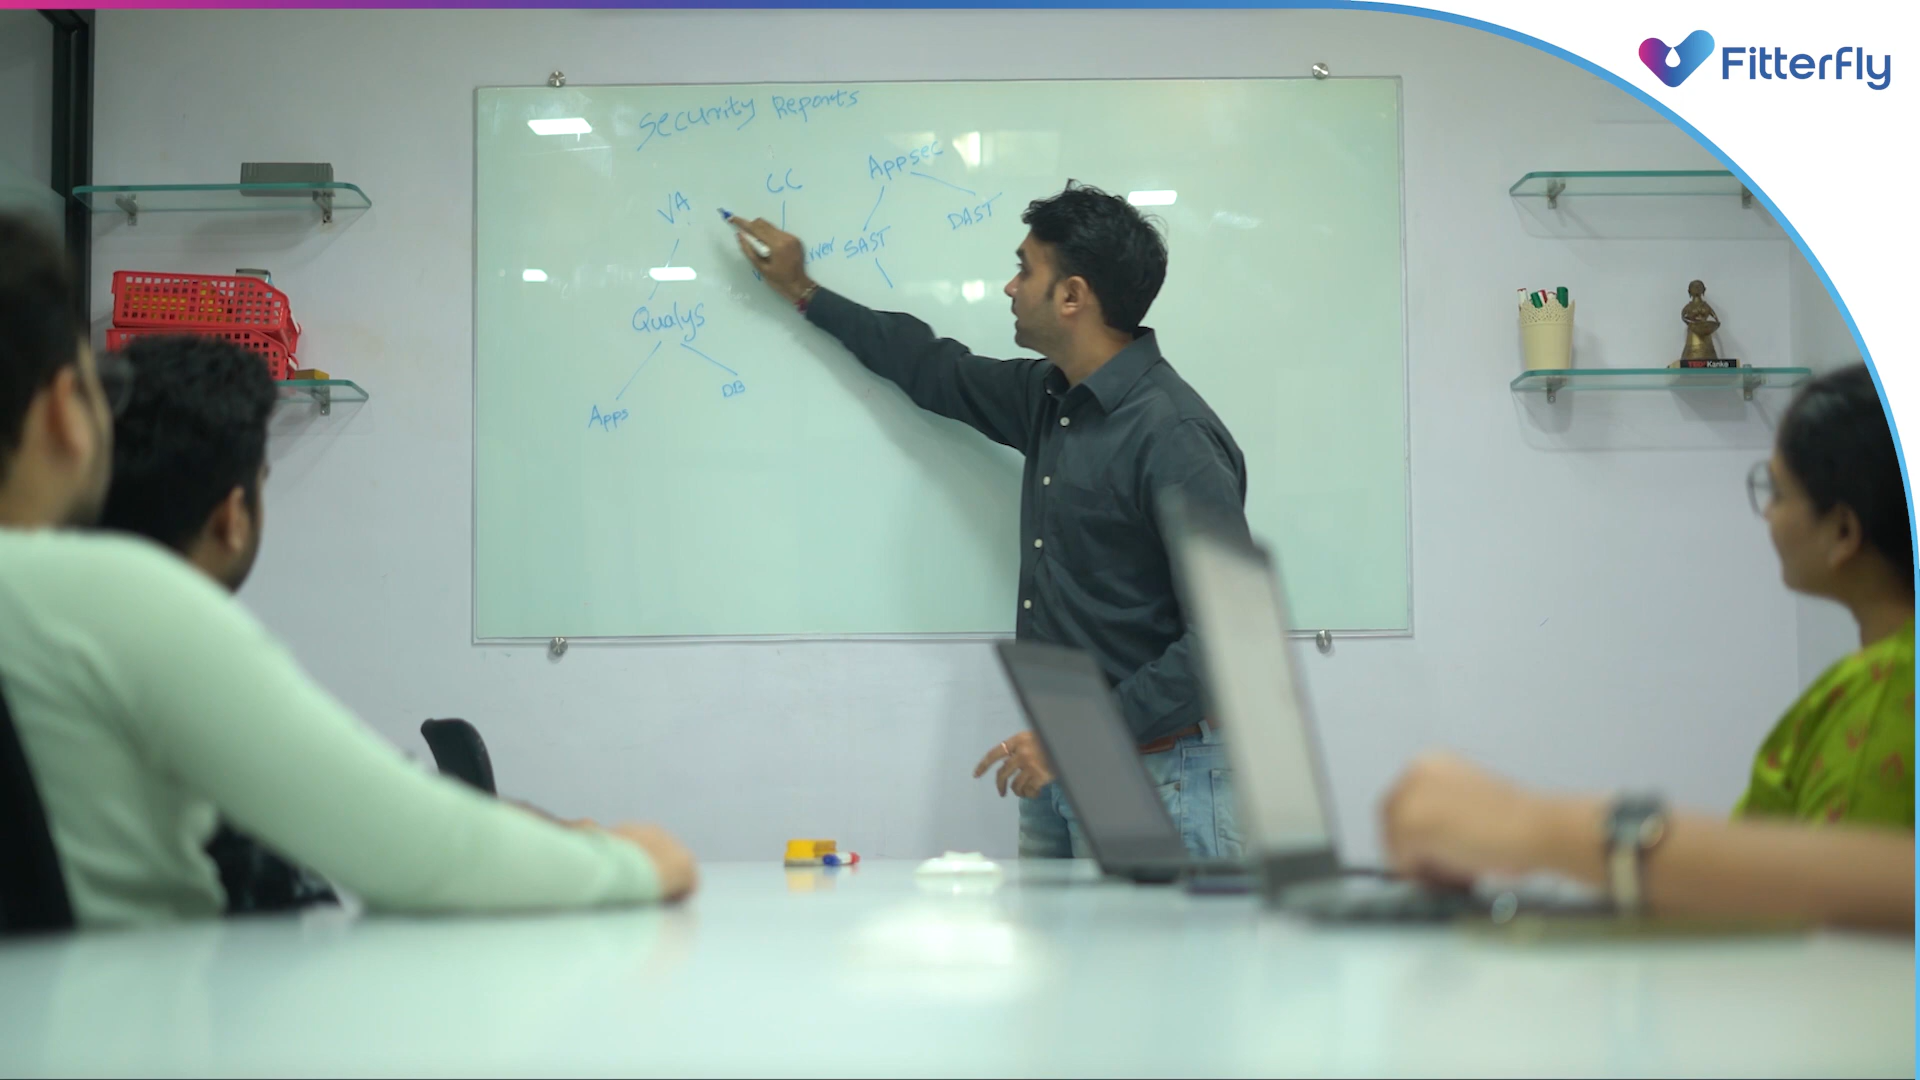 Fitterfly
Security Reports
Appsec
CC
VA
DAST
SAST
Qualys
DB
Apps